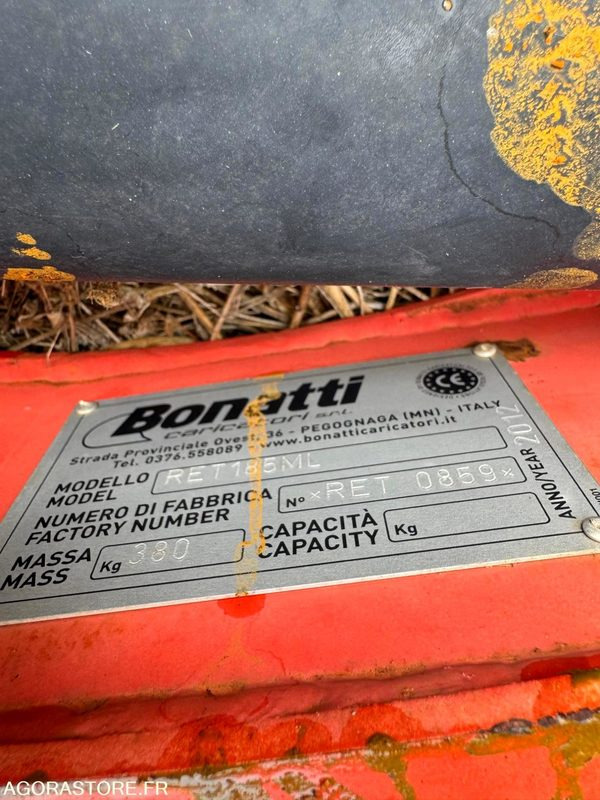 Bonatti
caricatori s.r.l.
Strada Provinciale Ovest, 36 - PEGOGNAGA (MN) - ITALY
Tel. 0376.558089 - www.bonatticaricatori.it
MODELLO
MODEL
RET185ML
NUMERO DI FABBRICA
FACTORY NUMBER
N° *RET 0859*
ANNO/YEAR 2012
MASSA
MASS
Kg 380
CAPACITÀ
CAPACITY
Kg
CE
AGORASTORE.FR